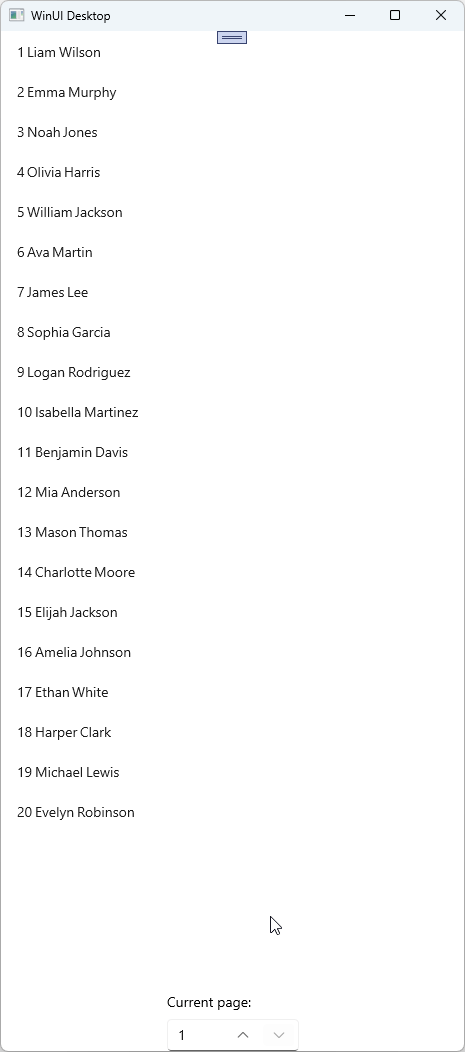 WinUI Desktop
1 Liam Wilson
2 Emma Murphy
3 Noah Jones
4 Olivia Harris
5 William Jackson
6 Ava Martin
7 James Lee
8 Sophia Garcia
9 Logan Rodriguez
10 Isabella Martinez
11 Benjamin Davis
12 Mia Anderson
13 Mason Thomas
14 Charlotte Moore
15 Elijah Jackson
16 Amelia Johnson
17 Ethan White
18 Harper Clark
19 Michael Lewis
20 Evelyn Robinson
Current page:
1